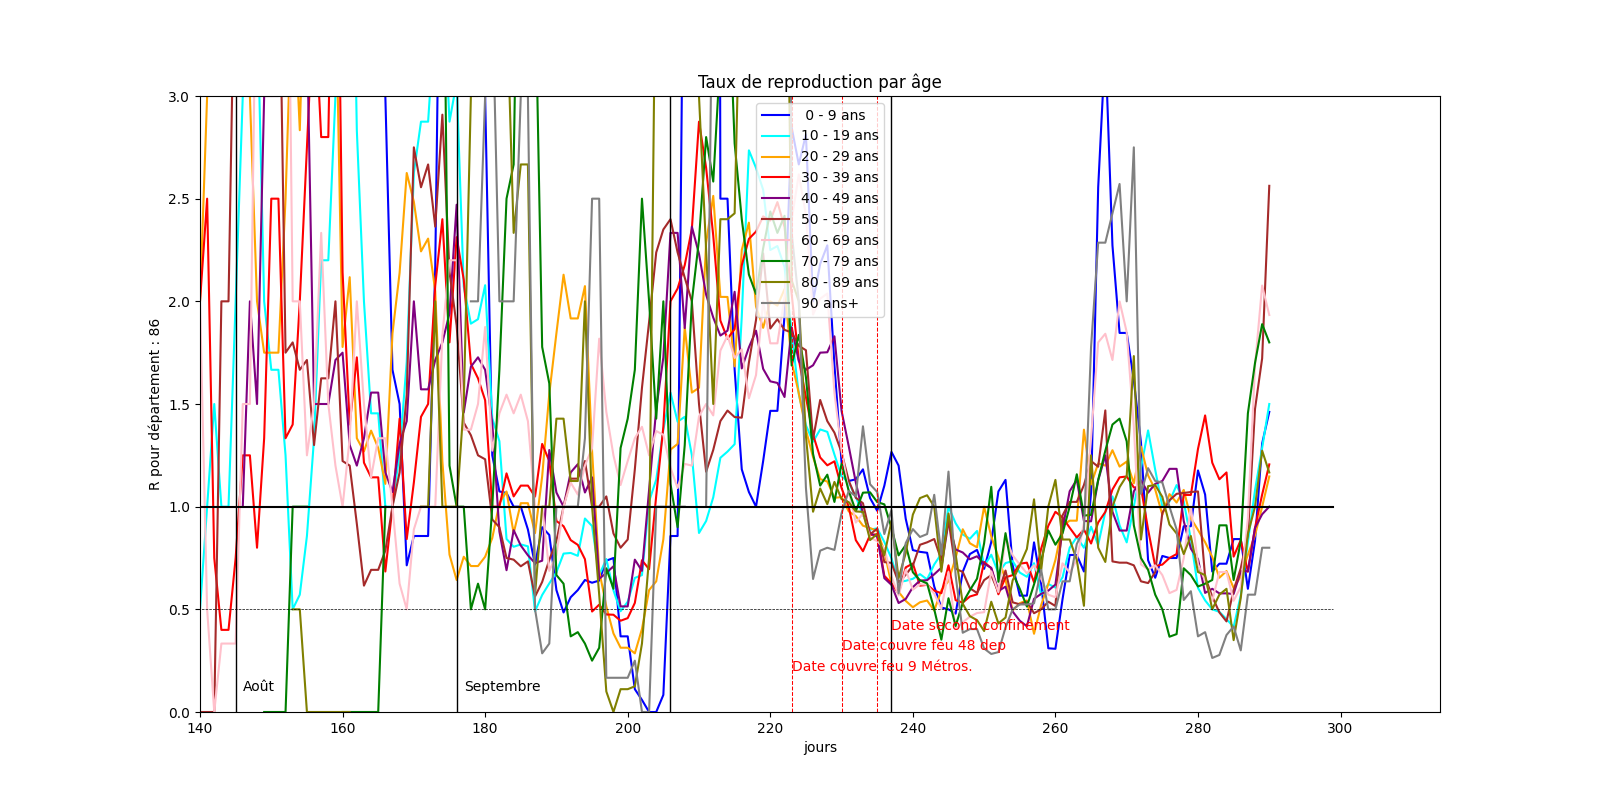 Taux de reproduction par âge
3.0
2.5
2.0
1.5
1.0
0.5
0.0
R pour département : 86
0 - 9 ans
10 - 19 ans
20 - 29 ans
30 - 39 ans
40 - 49 ans
50 - 59 ans
60 - 69 ans
70 - 79 ans
80 - 89 ans
90 ans+
Date second confinement
Date couvre feu 48 dep
Date couvre feu 9 Métros.
Août
Septembre
140 160 180 200 220 240 260 280 300
jours